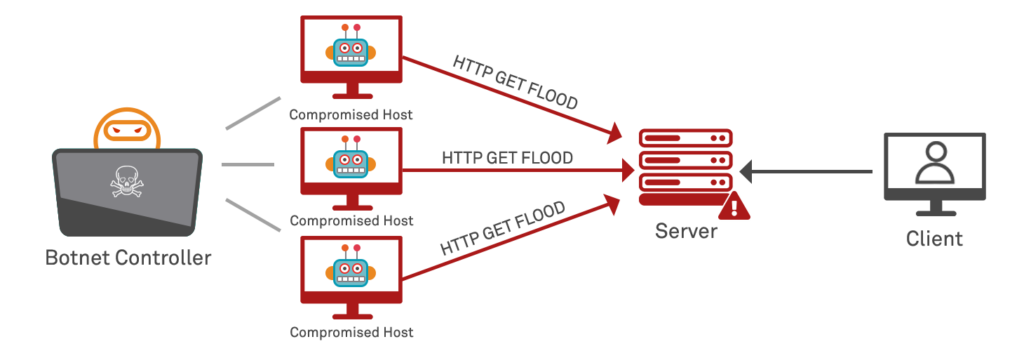 HTTP GET FLOOD
Compromised Host
HTTP GET FLOOD
Compromised Host
HTTP GET FLOOD
Compromised Host
Botnet Controller
Server
Client